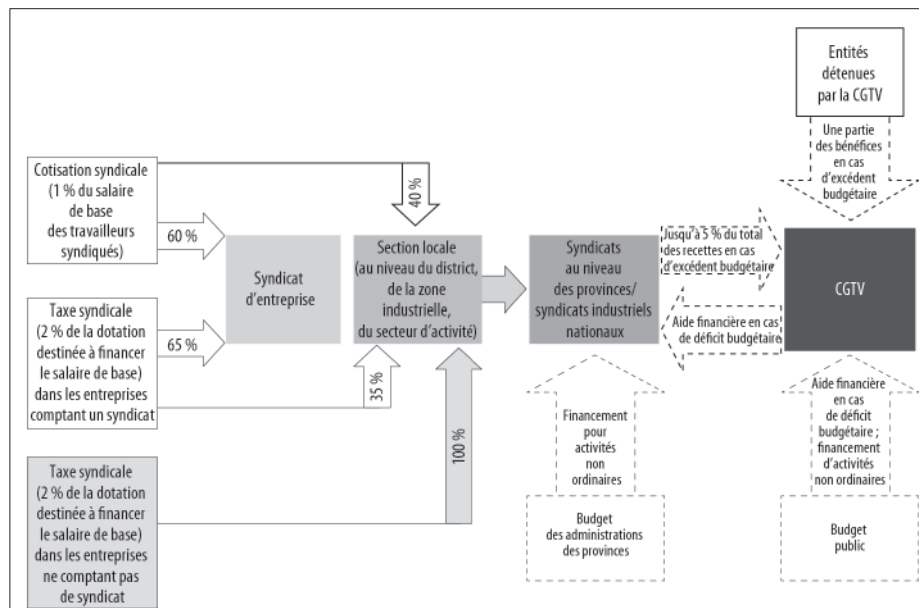 Entités
détenues
par la CGTV
Une partie
des bénéfices
en cas
d'excédent
budgétaire
Cotisation syndicale
(1 % du salaire
de base
des travailleurs
syndiqués)
60 %
40 %
Syndicat
d'entreprise
Section locale
(au niveau du district,
de la zone
industrielle,
du secteur d'activité)
Syndicats
au niveau
des provinces/
syndicats industriels
nationaux
Jusqu'à 5 % du total
des recettes en cas
d'excédent budgétaire
Aide financière en cas
de déficit budgétaire
CGTV
Taxe syndicale
(2 % de la dotation
destinée à financer
le salaire de base)
dans les entreprises
comptant un syndicat
65 %
35 %
Taxe syndicale
(2 % de la dotation
destinée à financer
le salaire de base)
dans les entreprises
ne comptant pas
de syndicat
100 %
Financement
pour
activités
non
ordinaires
Budget
des administrations
des provinces
Aide financière
en cas
de déficit
budgétaire ;
financement
d'activités
non ordinaires
Budget
public